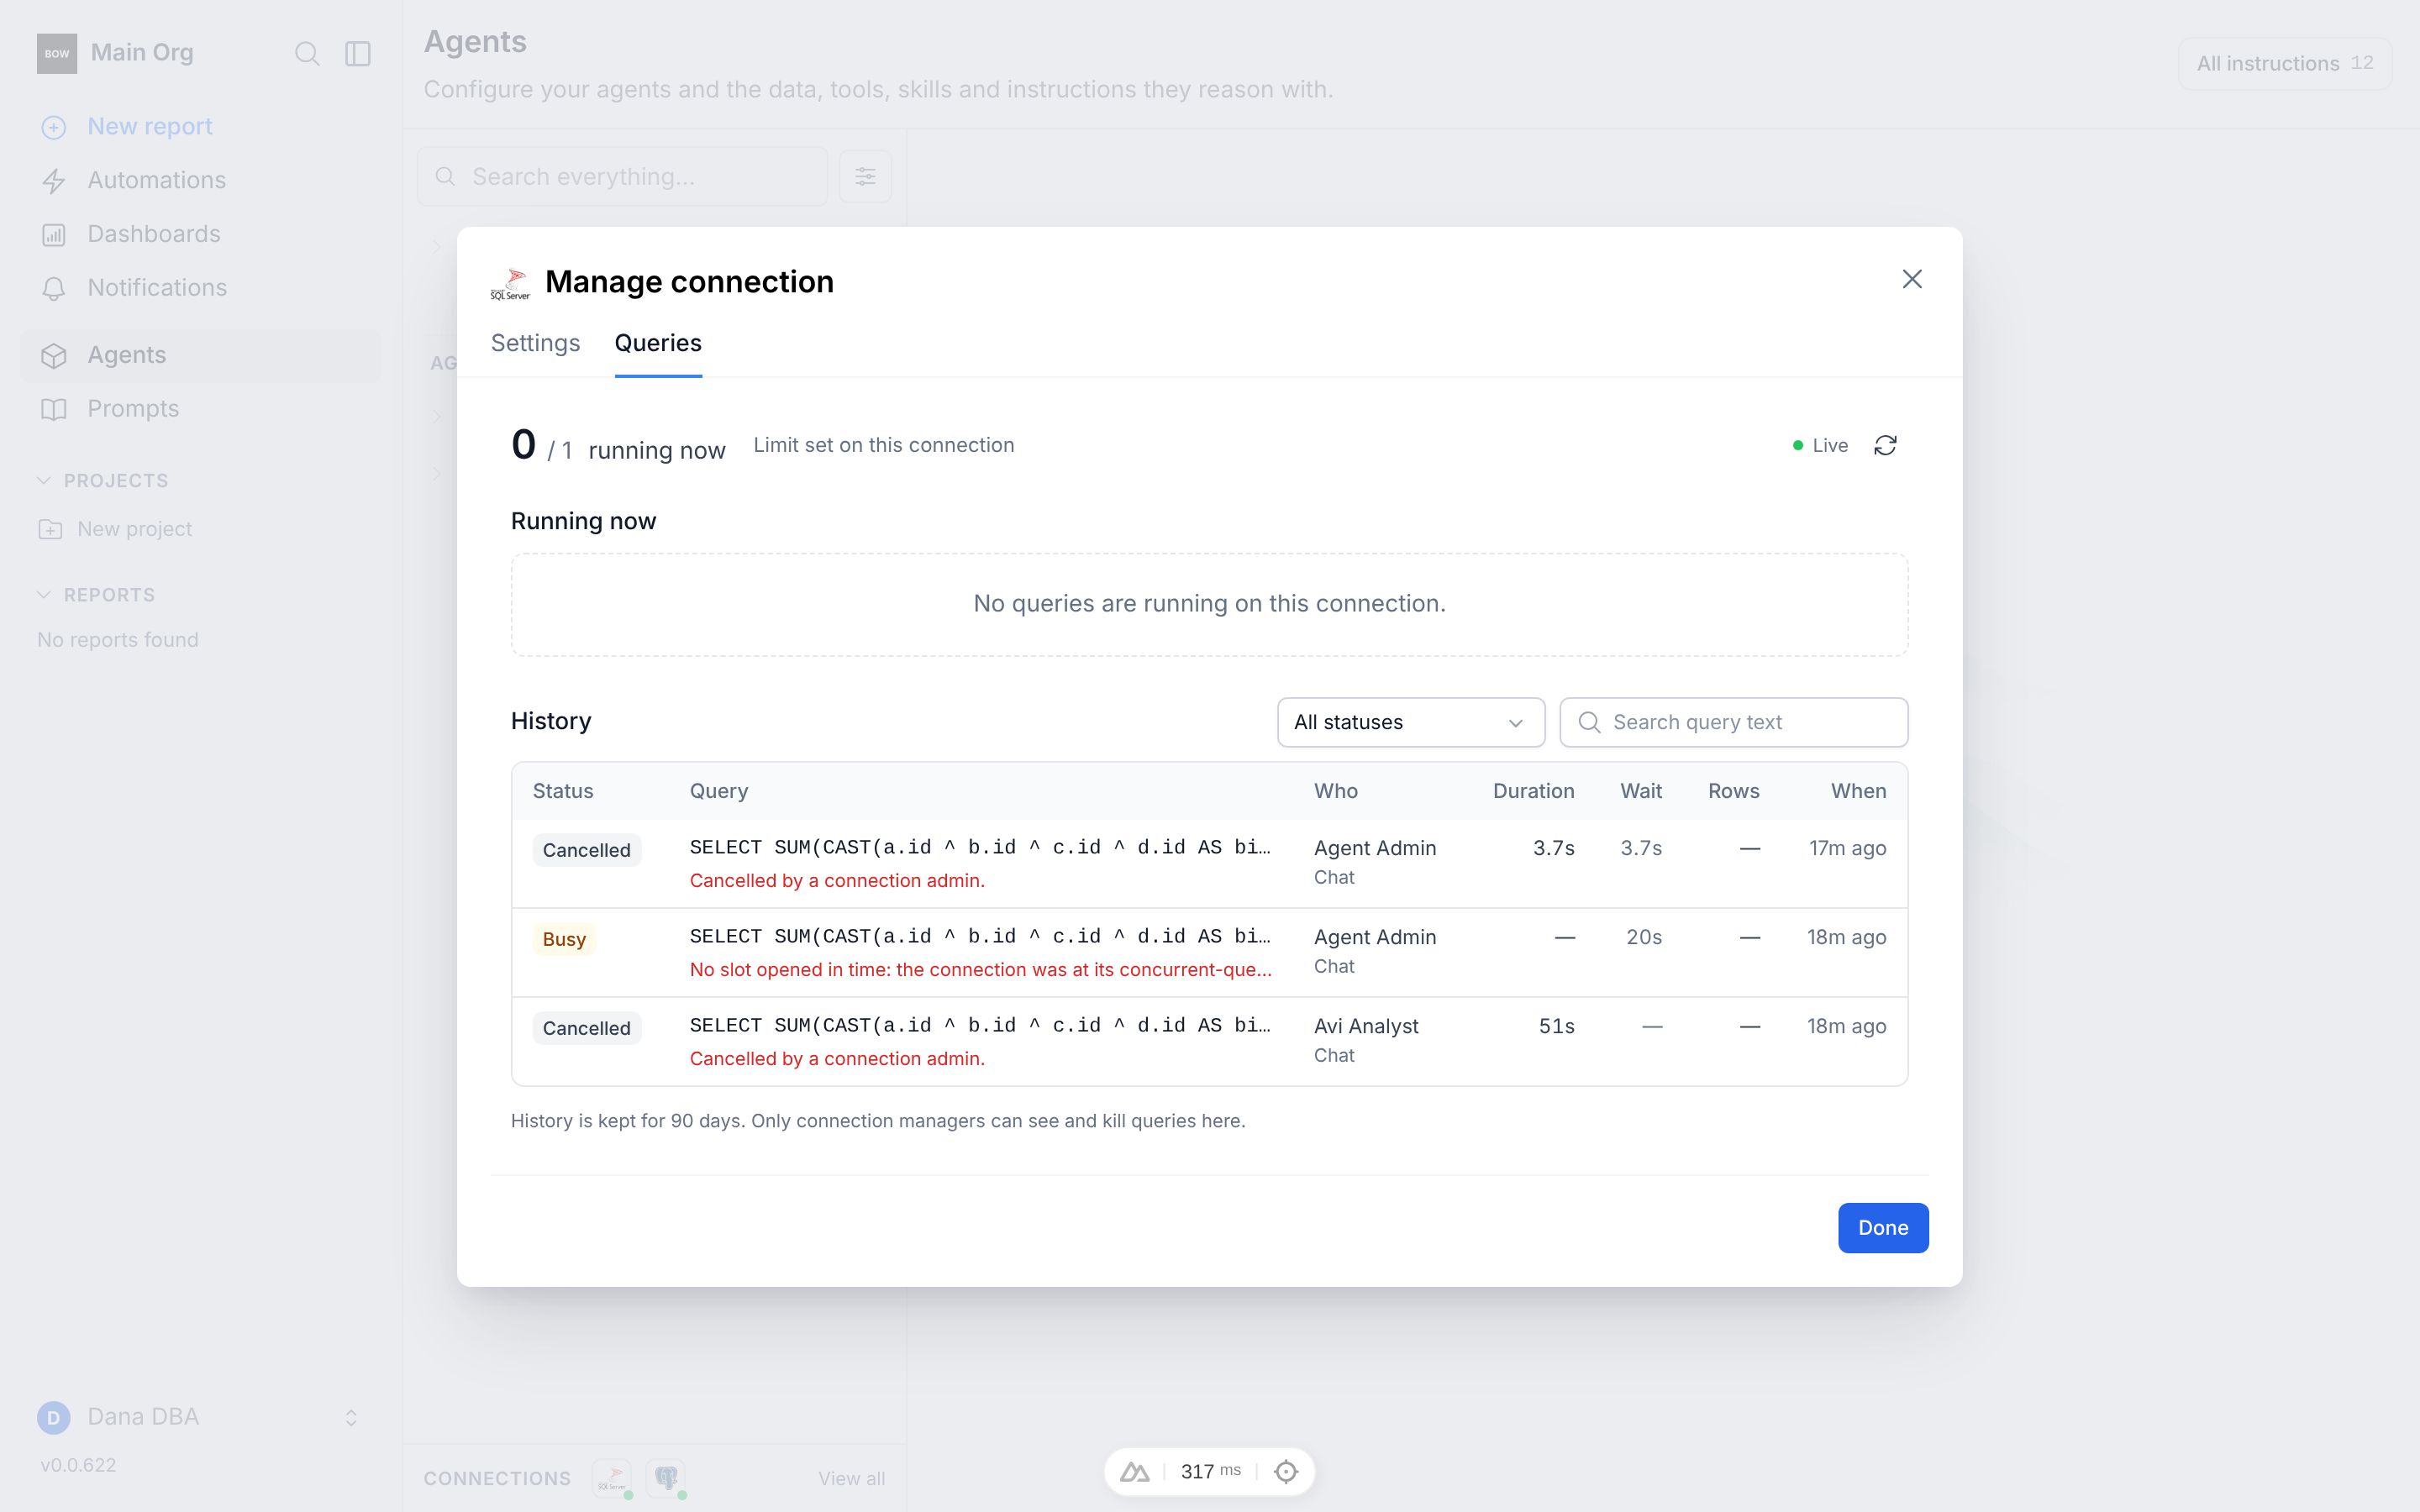 BOW Main Org
New report
Automations
Dashboards
Notifications
Agents
Prompts
PROJECTS
New project
REPORTS
No reports found
Dana DBA
D
v0.0.622
Agents
Configure your agents and the data, tools, skills and instructions they reason with.
All instructions 12
Search everything...
AG
SQL Server
Manage connection
Settings Queries
0 / 1 running now Limit set on this connection Live
Running now
No queries are running on this connection.
History All statuses Search query text
Status Query Who Duration Wait Rows When
Cancelled SELECT SUM(CAST(a.id ^ b.id ^ c.id ^ d.id AS bi… Agent Admin 3.7s 3.7s — 17m ago
Cancelled by a connection admin. Chat
Busy SELECT SUM(CAST(a.id ^ b.id ^ c.id ^ d.id AS bi… Agent Admin — 20s — 18m ago
No slot opened in time: the connection was at its concurrent-que… Chat
Cancelled SELECT SUM(CAST(a.id ^ b.id ^ c.id ^ d.id AS bi… Avi Analyst 51s — — 18m ago
Cancelled by a connection admin. Chat
History is kept for 90 days. Only connection managers can see and kill queries here.
Done
CONNECTIONS SQL Server View all
317 ms